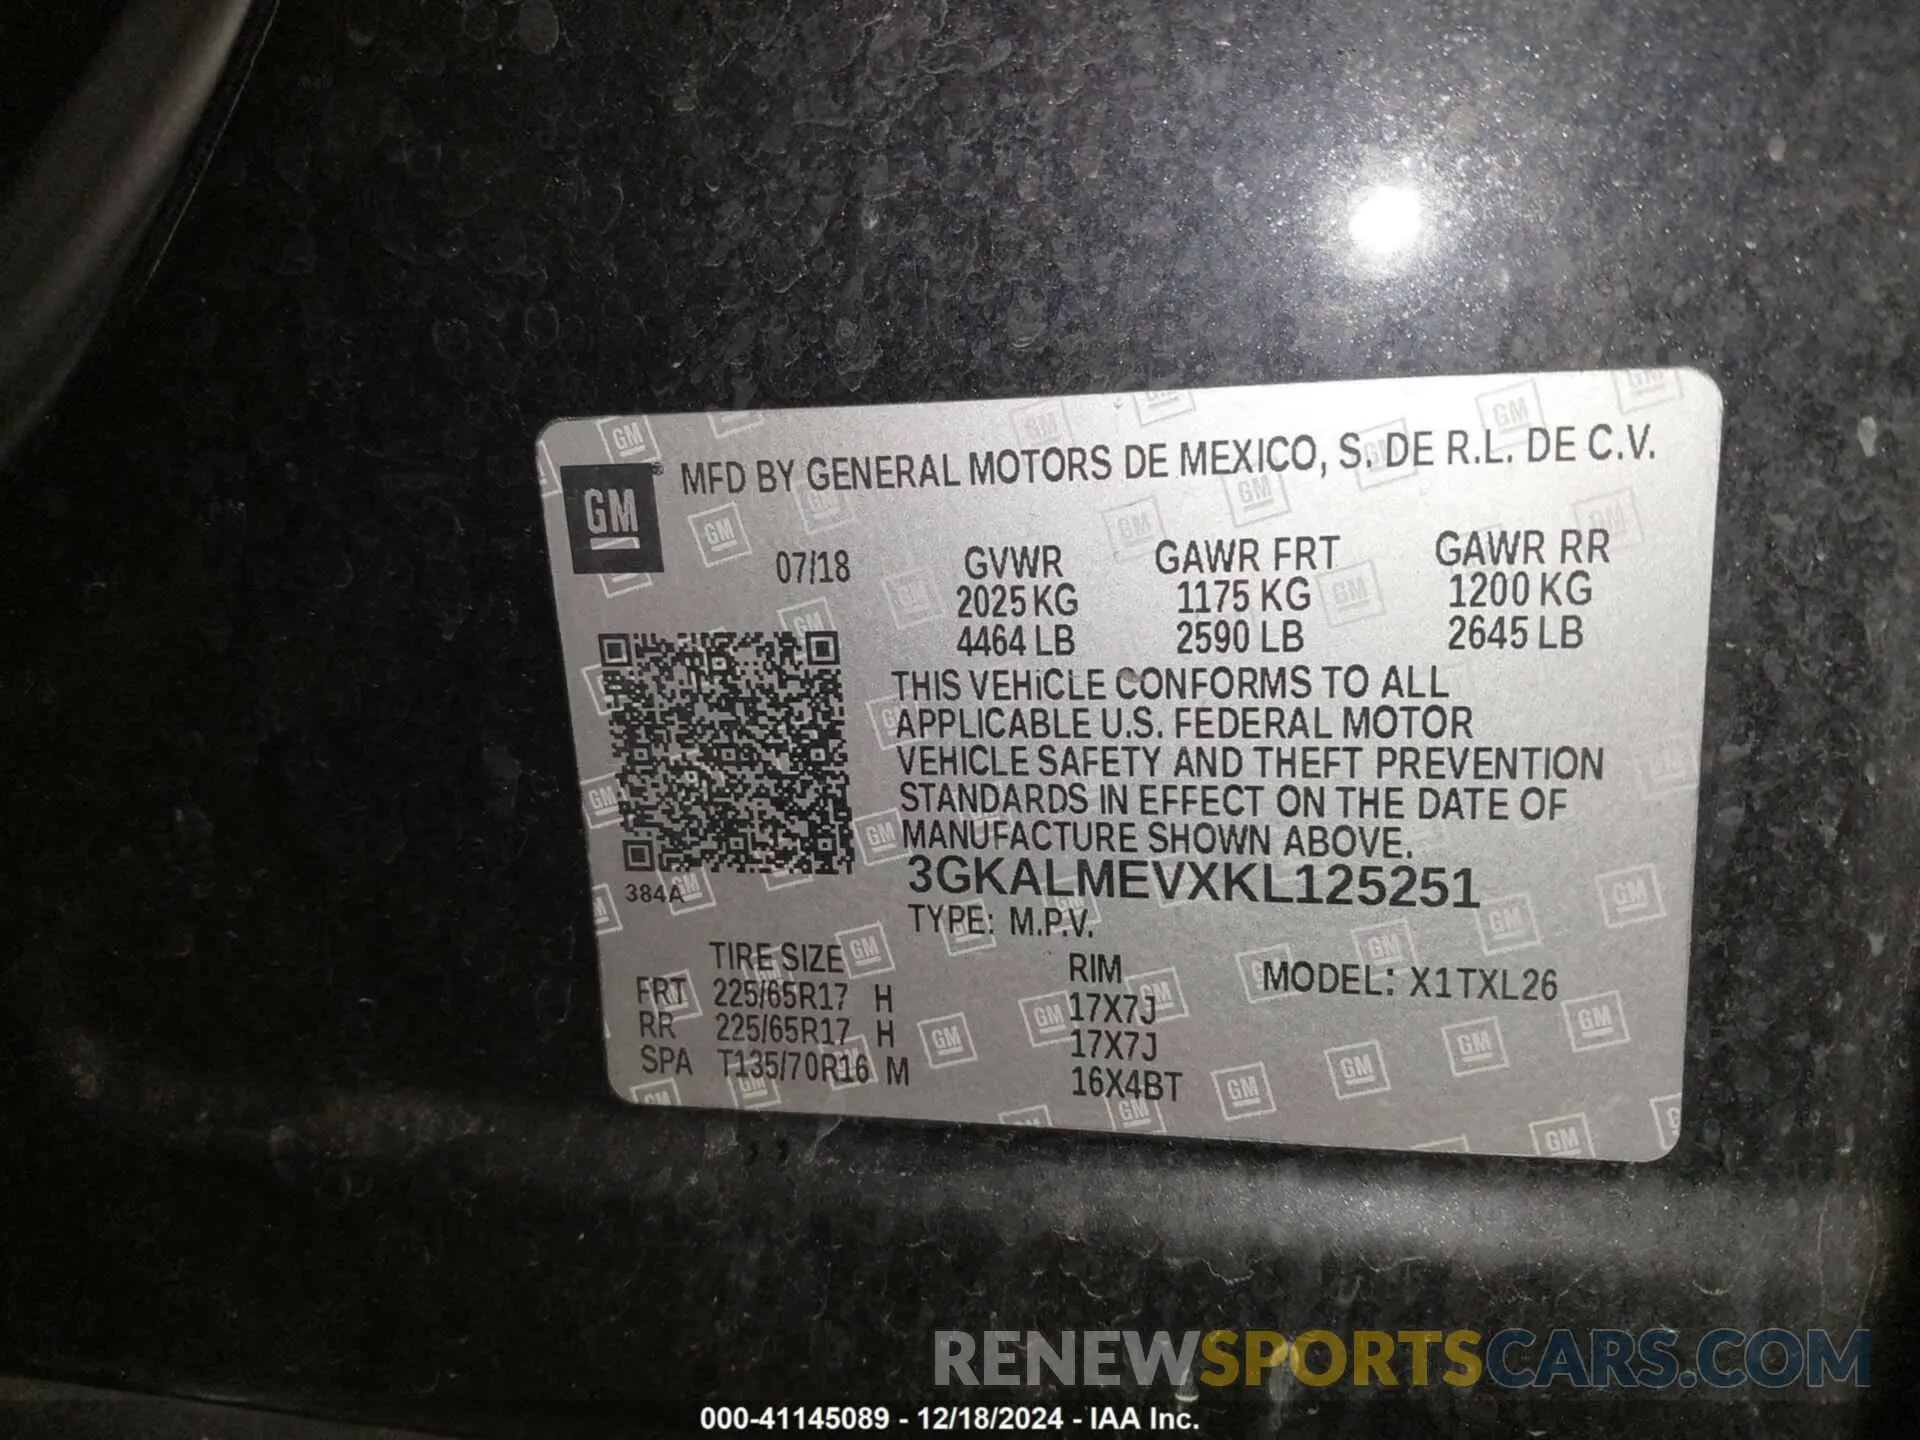 GM® MFD BY GENERAL MOTORS DE MEXICO, S. DE R.L. DE C.V.
07/18 GVWR GAWR FRT GAWR RR
2025 KG 1175 KG 1200 KG
4464 LB 2590 LB 2645 LB
THIS VEHICLE CONFORMS TO ALL
APPLICABLE U.S. FEDERAL MOTOR
VEHICLE SAFETY AND THEFT PREVENTION
STANDARDS IN EFFECT ON THE DATE OF
MANUFACTURE SHOWN ABOVE.
384A
3GKALMEVXKL125251
TYPE: M.P.V.
TIRE SIZE RIM MODEL: X1TXL26
FRT 225/65R17 H 17X7J
RR 225/65R17 H 17X7J
SPA T135/70R16 M 16X4BT
RENEWSPORTSCARS.COM
000-41145089 - 12/18/2024 - IAA Inc.